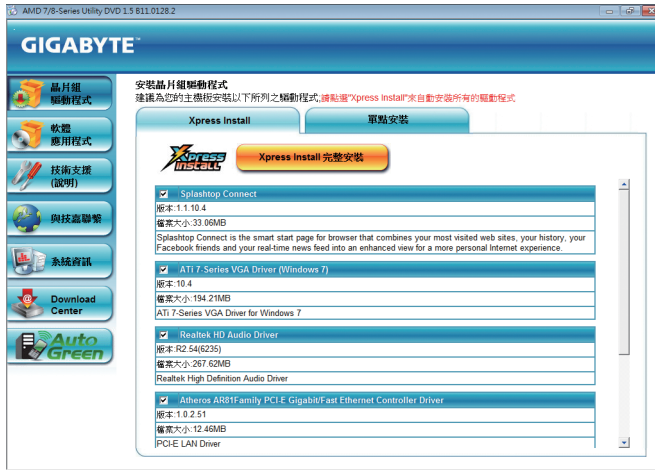 AMD 7/8-Series Utility DVD 1.5 B11.0128.2
GIGABYTE™
晶片組
驅動程式
軟體
應用程式
技術支援
(說明)
與技嘉聯繫
系統資訊
Download
Center
Auto
Green
安裝晶片組驅動程式
建議為您的主機板安裝以下所列之驅動程式;請點選"Xpress Install"來自動安裝所有的驅動程式
Xpress Install
單點安裝
Xpress
INSTALL
Xpress Install 完整安裝
Splashtop Connect
版本:1.1.10.4
檔案大小:33.06MB
Splashtop Connect is the smart start page for browser that combines your most visited web sites, your history, your
Facebook friends and your real-time news feed into an enhanced view for a more personal Internet experience.
ATi 7-Series VGA Driver (Windows 7)
版本:10.4
檔案大小:194.21MB
ATi 7-Series VGA Driver for Windows 7
Realtek HD Audio Driver
版本:R2.54(6235)
檔案大小:267.62MB
Realtek High Definition Audio Driver
Atheros AR81Family PCI-E Gigabit/Fast Ethernet Controller Driver
版本:1.0.2.51
檔案大小:12.46MB
PCI-E LAN Driver